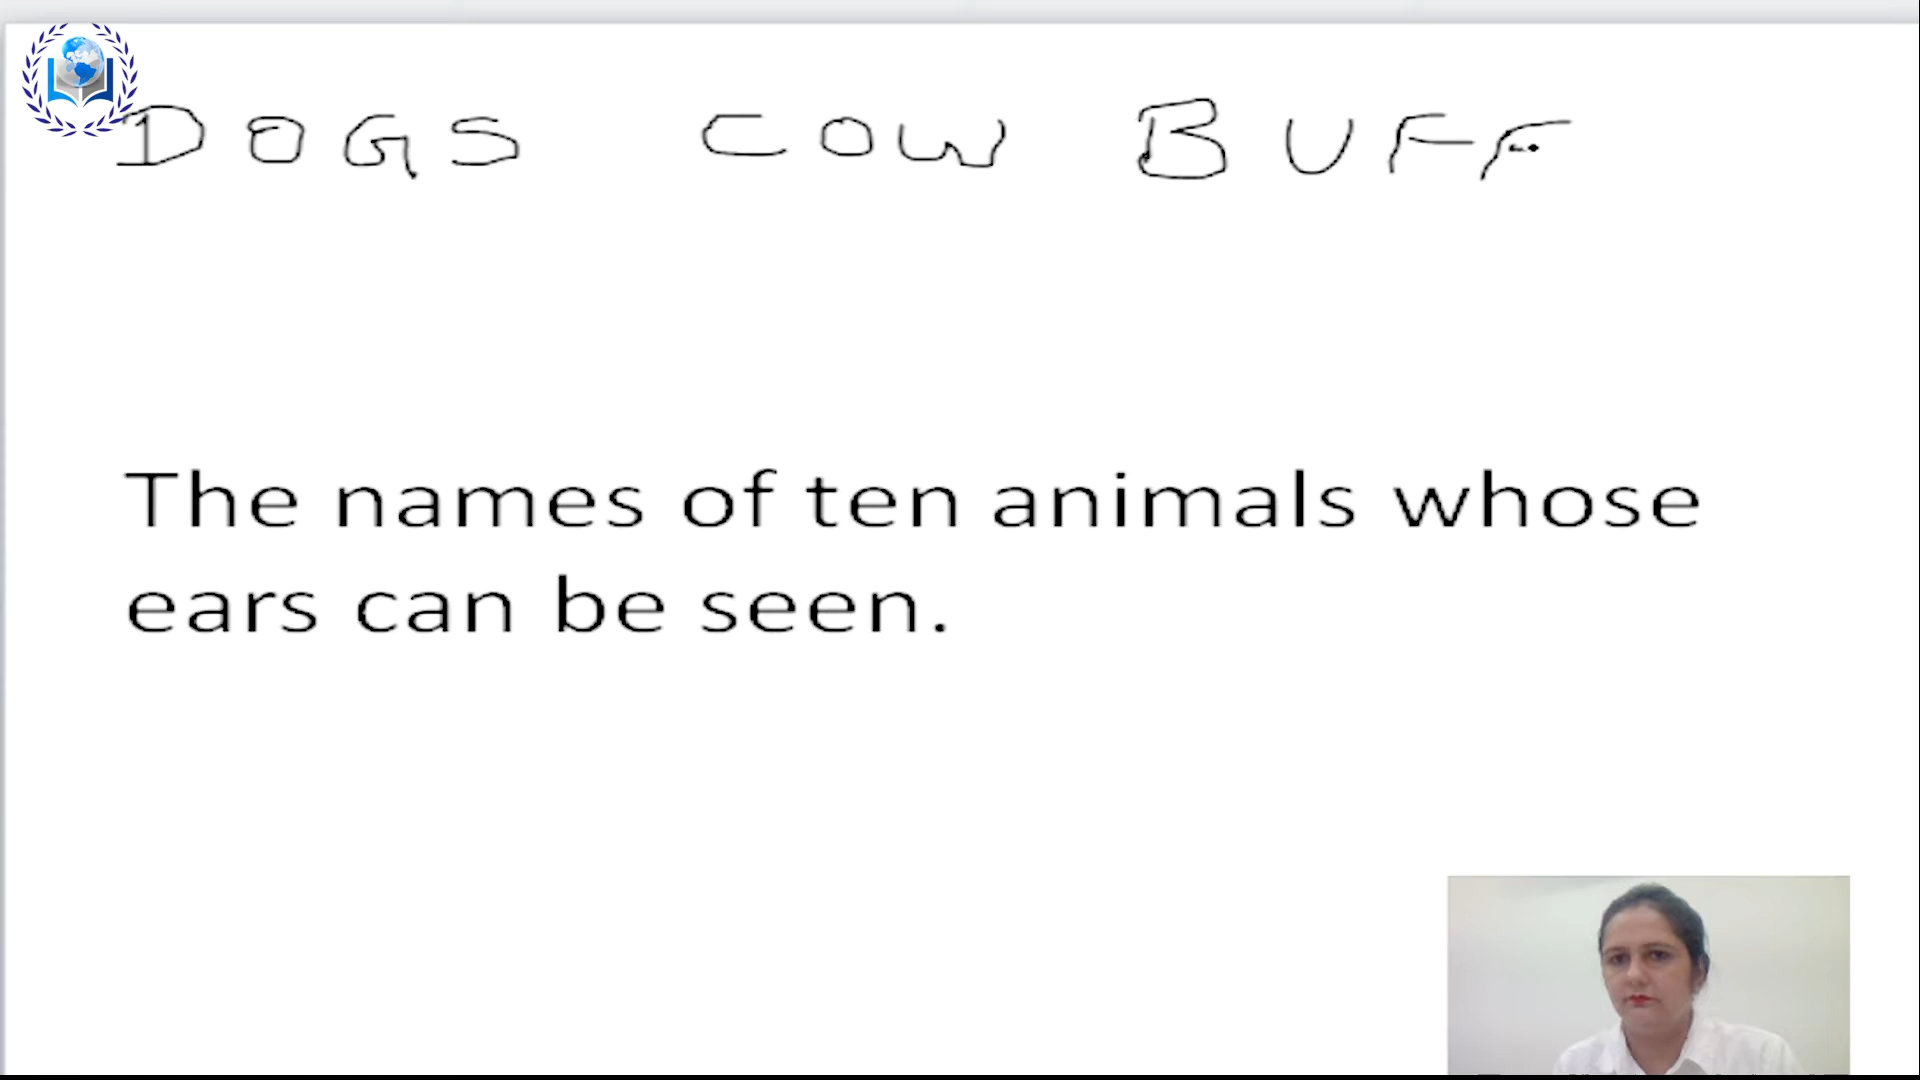 DOGS COW BUFF
The names of ten animals whose
ears can be seen.